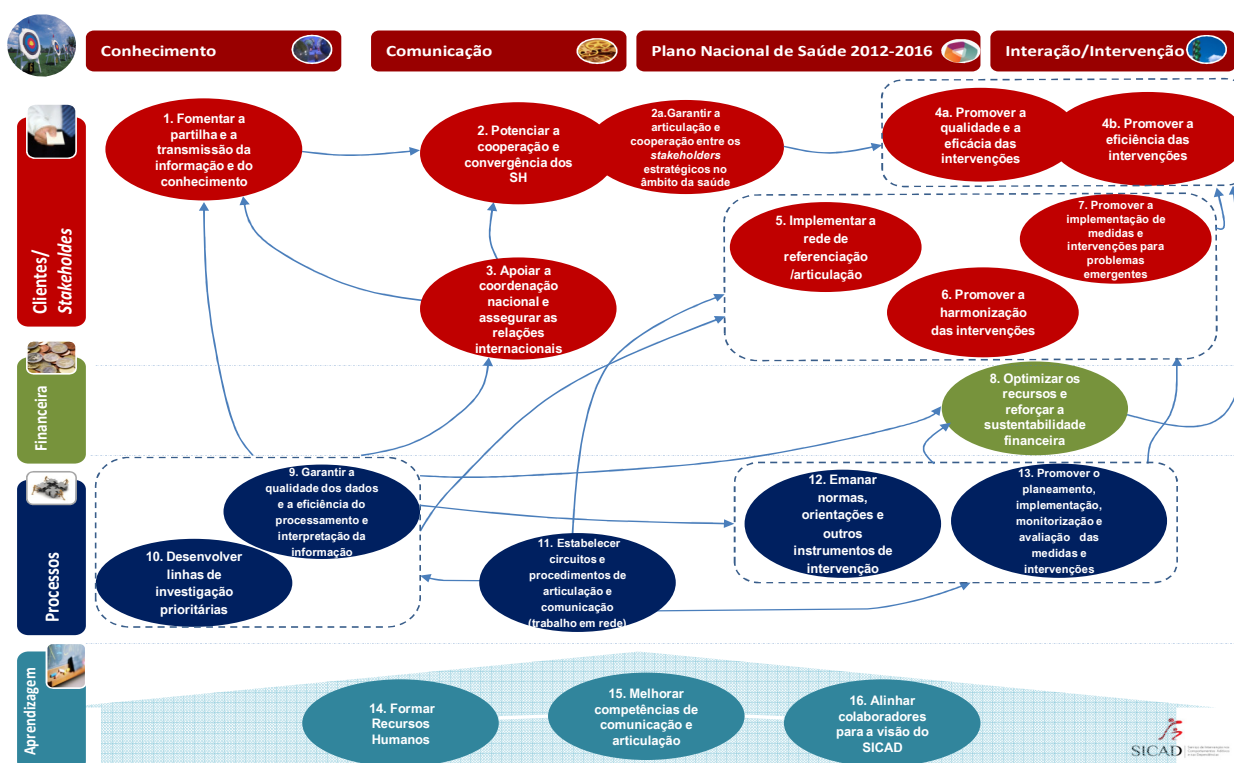 Conhecimento
Comunicação
Plano Nacional de Saúde 2012-2016
Interação/Intervenção
Clientes/
Stakeholdes
1. Fomentar a
partilha e a
transmissão da
informação e do
conhecimento
2. Potenciar a
cooperação e
convergência dos
SH
2a.Garantir a
articulação e
cooperação entre os
stakeholders
estratégicos no
âmbito da saúde
4a. Promover a
qualidade e a
eficácia das
intervenções
4b. Promover a
eficiência das
intervenções
3. Apoiar a
coordenação
nacional e
assegurar as
relações
internacionais
5. Implementar a
rede de
referenciação
/articulação
7. Promover a
implementação de
medidas e
intervenções para
problemas
emergentes
6. Promover a
harmonização
das intervenções
Financeira
8. Optimizar os
recursos e
reforçar a
sustentabilidade
financeira
Processos
9. Garantir a
qualidade dos dados
e a eficiência do
processamento e
interpretação da
informação
10. Desenvolver
linhas de
investigação
prioritárias
11. Estabelecer
circuitos e
procedimentos de
articulação e
comunicação
(trabalho em rede)
12. Emanar
normas,
orientações e
outros
instrumentos de
intervenção
13. Promover o
planeamento,
implementação,
monitorização e
avaliação das
medidas e
intervenções
Aprendizagem
14. Formar
Recursos
Humanos
15. Melhorar
competências de
comunicação e
articulação
16. Alinhar
colaboradores
para a visão do
SICAD
SICAD